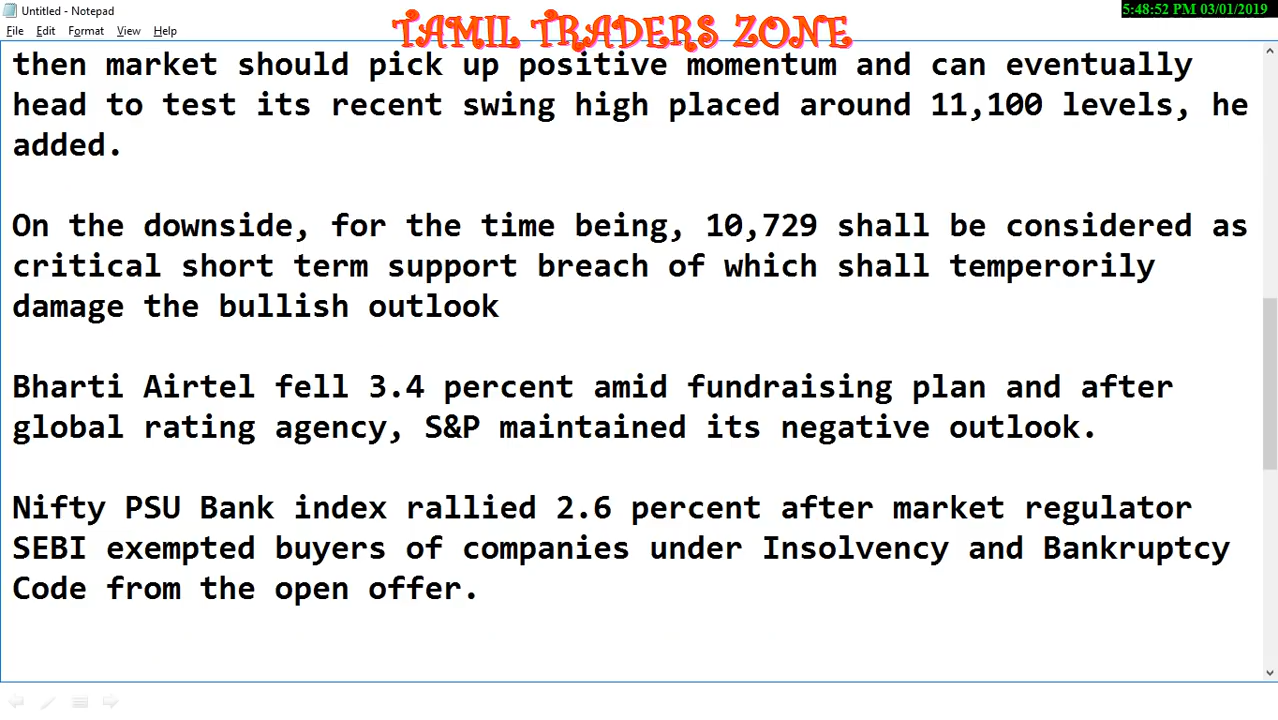 Untitled - Notepad
TAMIL TRADERS ZONE
5:48:52 PM 03/01/2019
File Edit Format View Help
then market should pick up positive momentum and can eventually
head to test its recent swing high placed around 11,100 levels, he
added.
On the downside, for the time being, 10,729 shall be considered as
critical short term support breach of which shall temperorily
damage the bullish outlook
Bharti Airtel fell 3.4 percent amid fundraising plan and after
global rating agency, S&P maintained its negative outlook.
Nifty PSU Bank index rallied 2.6 percent after market regulator
SEBI exempted buyers of companies under Insolvency and Bankruptcy
Code from the open offer.